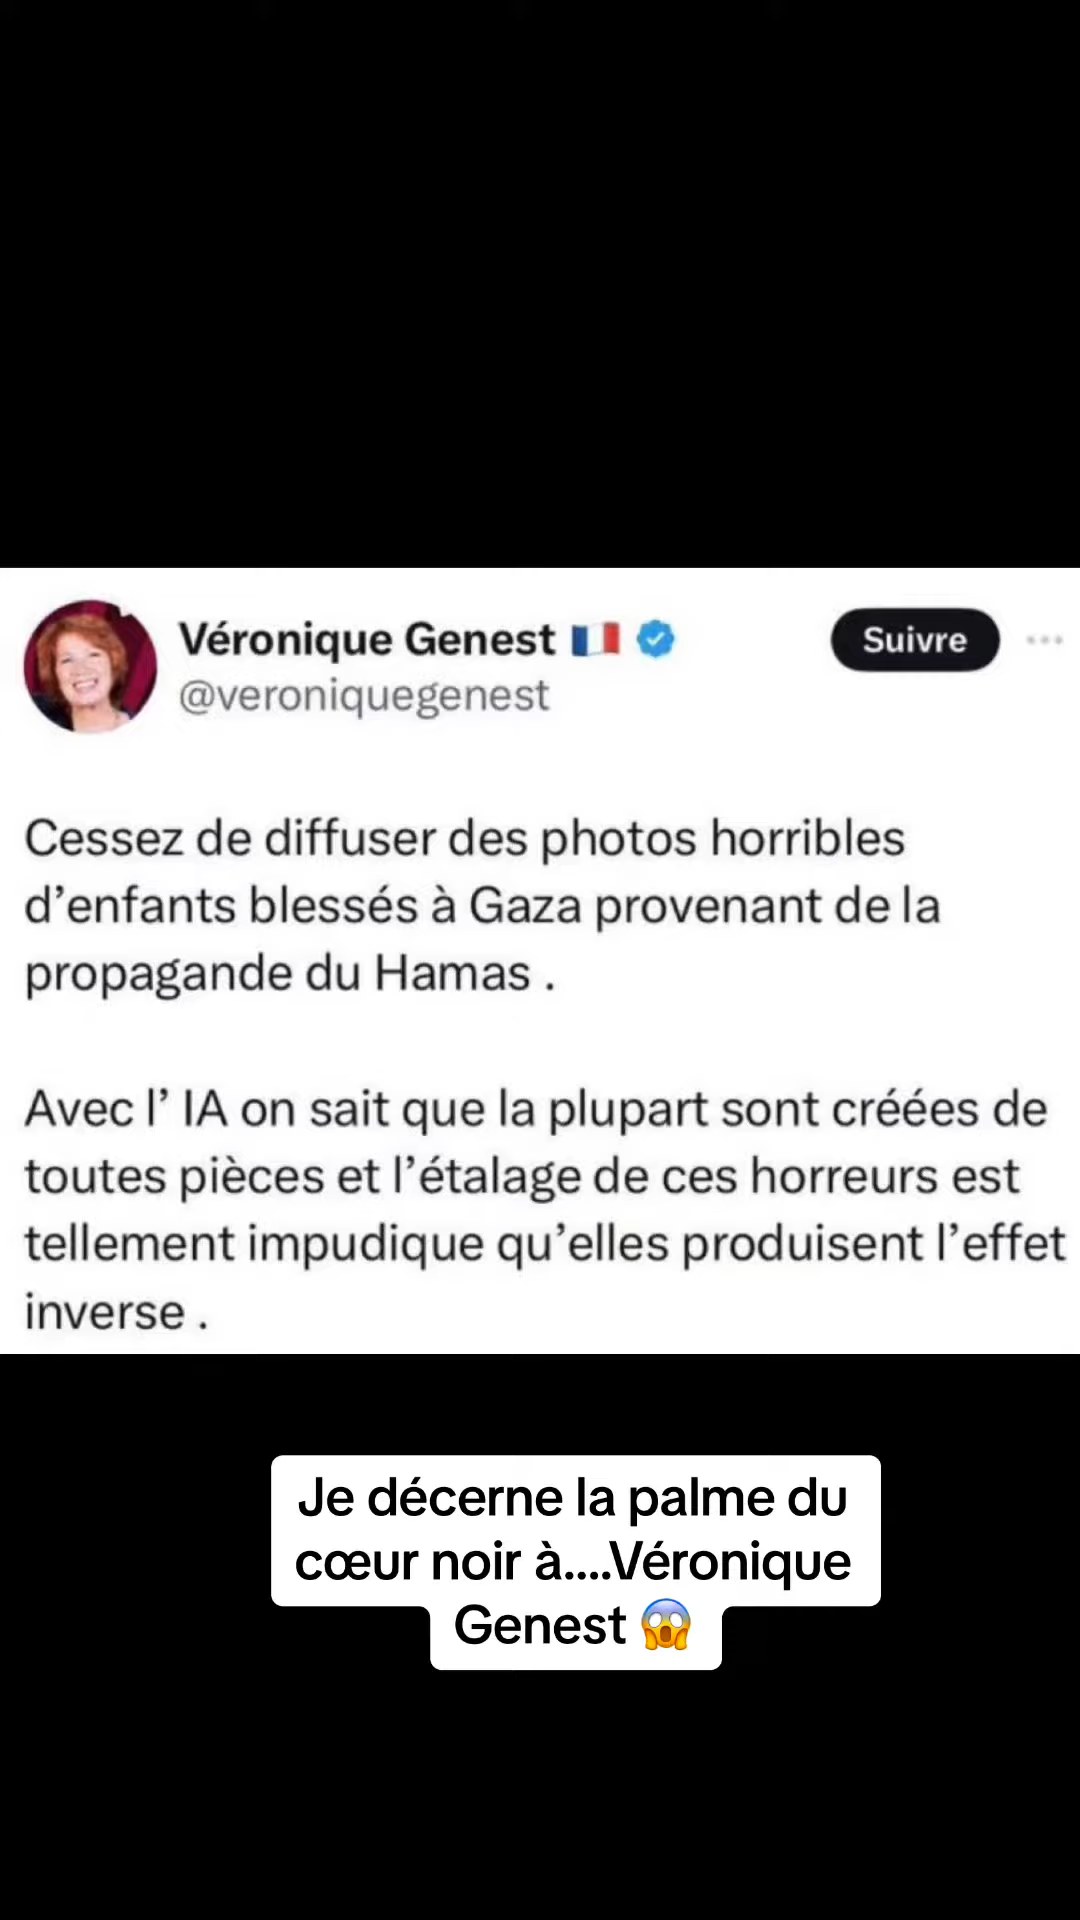 Véronique Genest 🇫🇷
@veroniquegenest
Suivre
Cessez de diffuser des photos horribles
d’enfants blessés à Gaza provenant de la
propagande du Hamas .
Avec l’ IA on sait que la plupart sont créées de
toutes pièces et l’étalage de ces horreurs est
tellement impudique qu’elles produisent l’effet
inverse .
Je décerne la palme du
cœur noir à....Véronique
Genest 😱